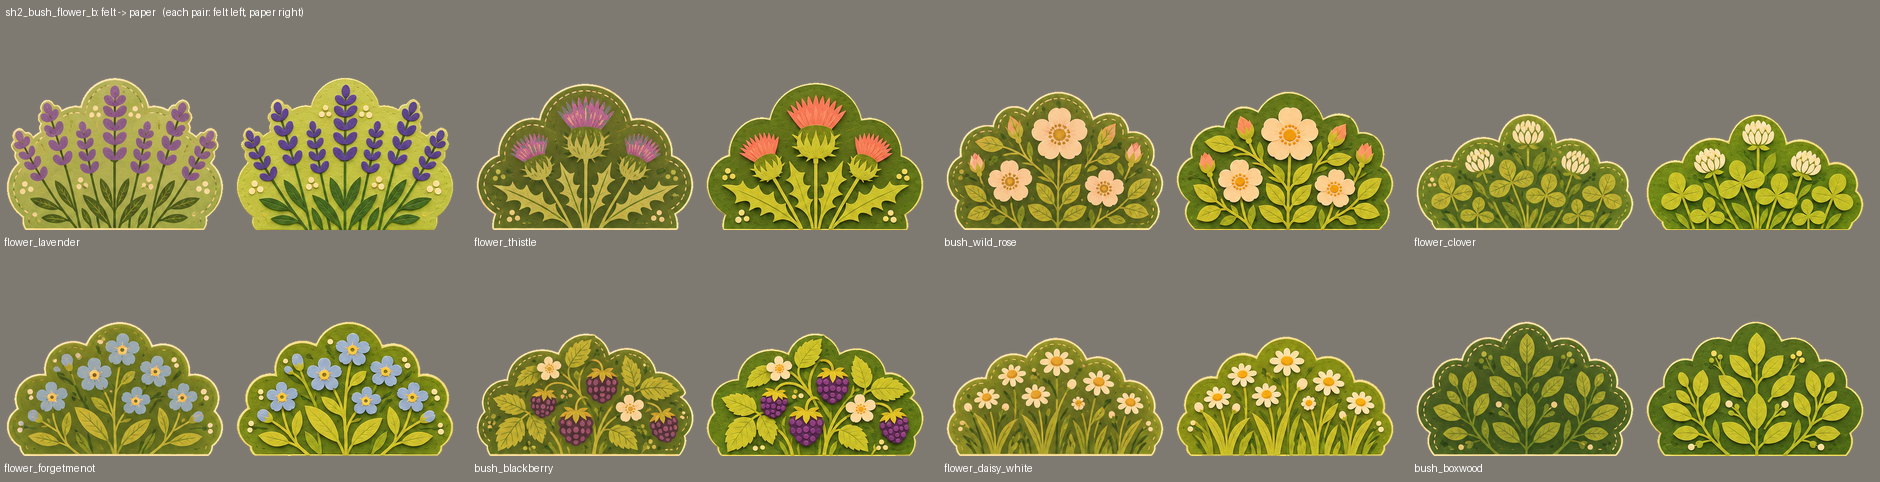 sh2_bush_flower_b: felt -> paper (each pair: felt left, paper right)
flower_lavender
flower_thistle
bush_wild_rose
flower_clover
flower_forgetmenot
bush_blackberry
flower_daisy_white
bush_boxwood